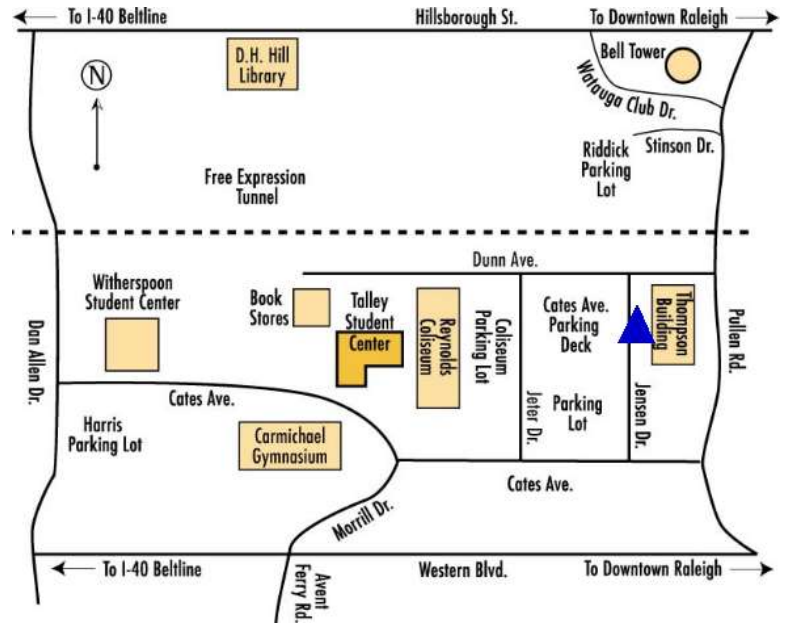 To I-40 Beltline
Hillsborough St.
To Downtown Raleigh
D.H. Hill
Library
Bell Tower
N
Watauga Club Dr.
Stinson Dr.
Riddick
Parking
Lot
Free Expression
Tunnel
Dunn Ave.
Witherspoon
Student Center
Book
Stores
Talley
Student
Center
Reynolds
Coliseum
Coliseum
Parking Lot
Cates Ave.
Parking
Deck
Thompson
Building
Pullen Rd.
Dan Allen Dr.
Cates Ave.
Harris
Parking Lot
Carmichael
Gymnasium
Jeter Dr.
Parking
Lot
Jensen Dr.
Cates Ave.
Morrill Dr.
To I-40 Beltline
Avent
Ferry Rd.
Western Blvd.
To Downtown Raleigh